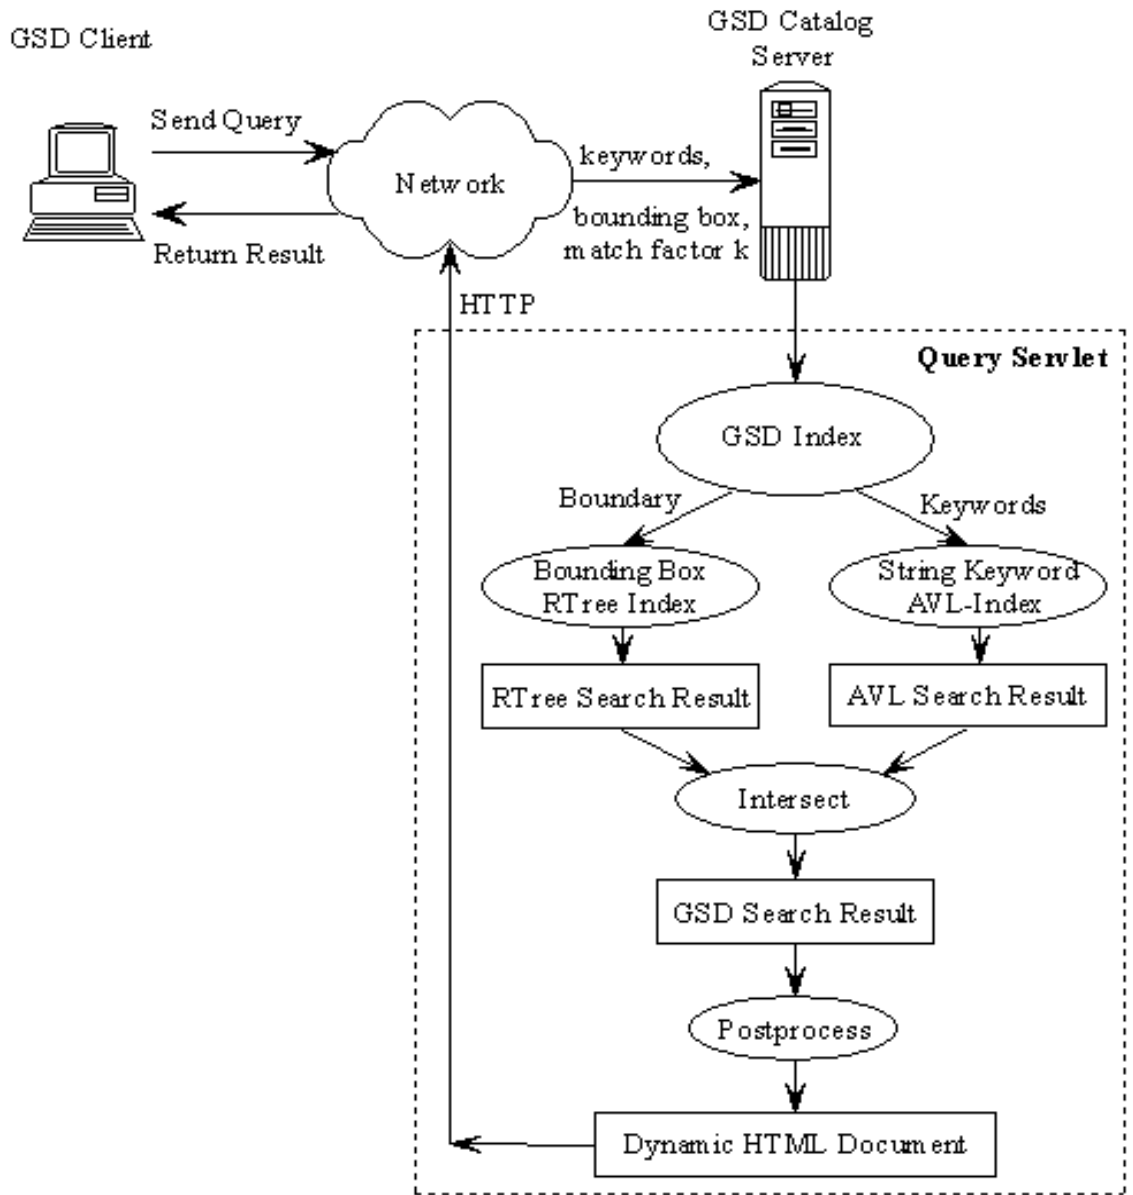 GSD Client
GSD Catalog
Server
Send Query
Network
keywords,
bounding box,
match factor k
Return Result
HTTP
Query Servlet
GSD Index
Boundary
Keywords
Bounding Box
RTree Index
String Keyword
AVL-Index
RTree Search Result
AVL Search Result
Intersect
GSD Search Result
Postprocess
Dynamic HTML Document